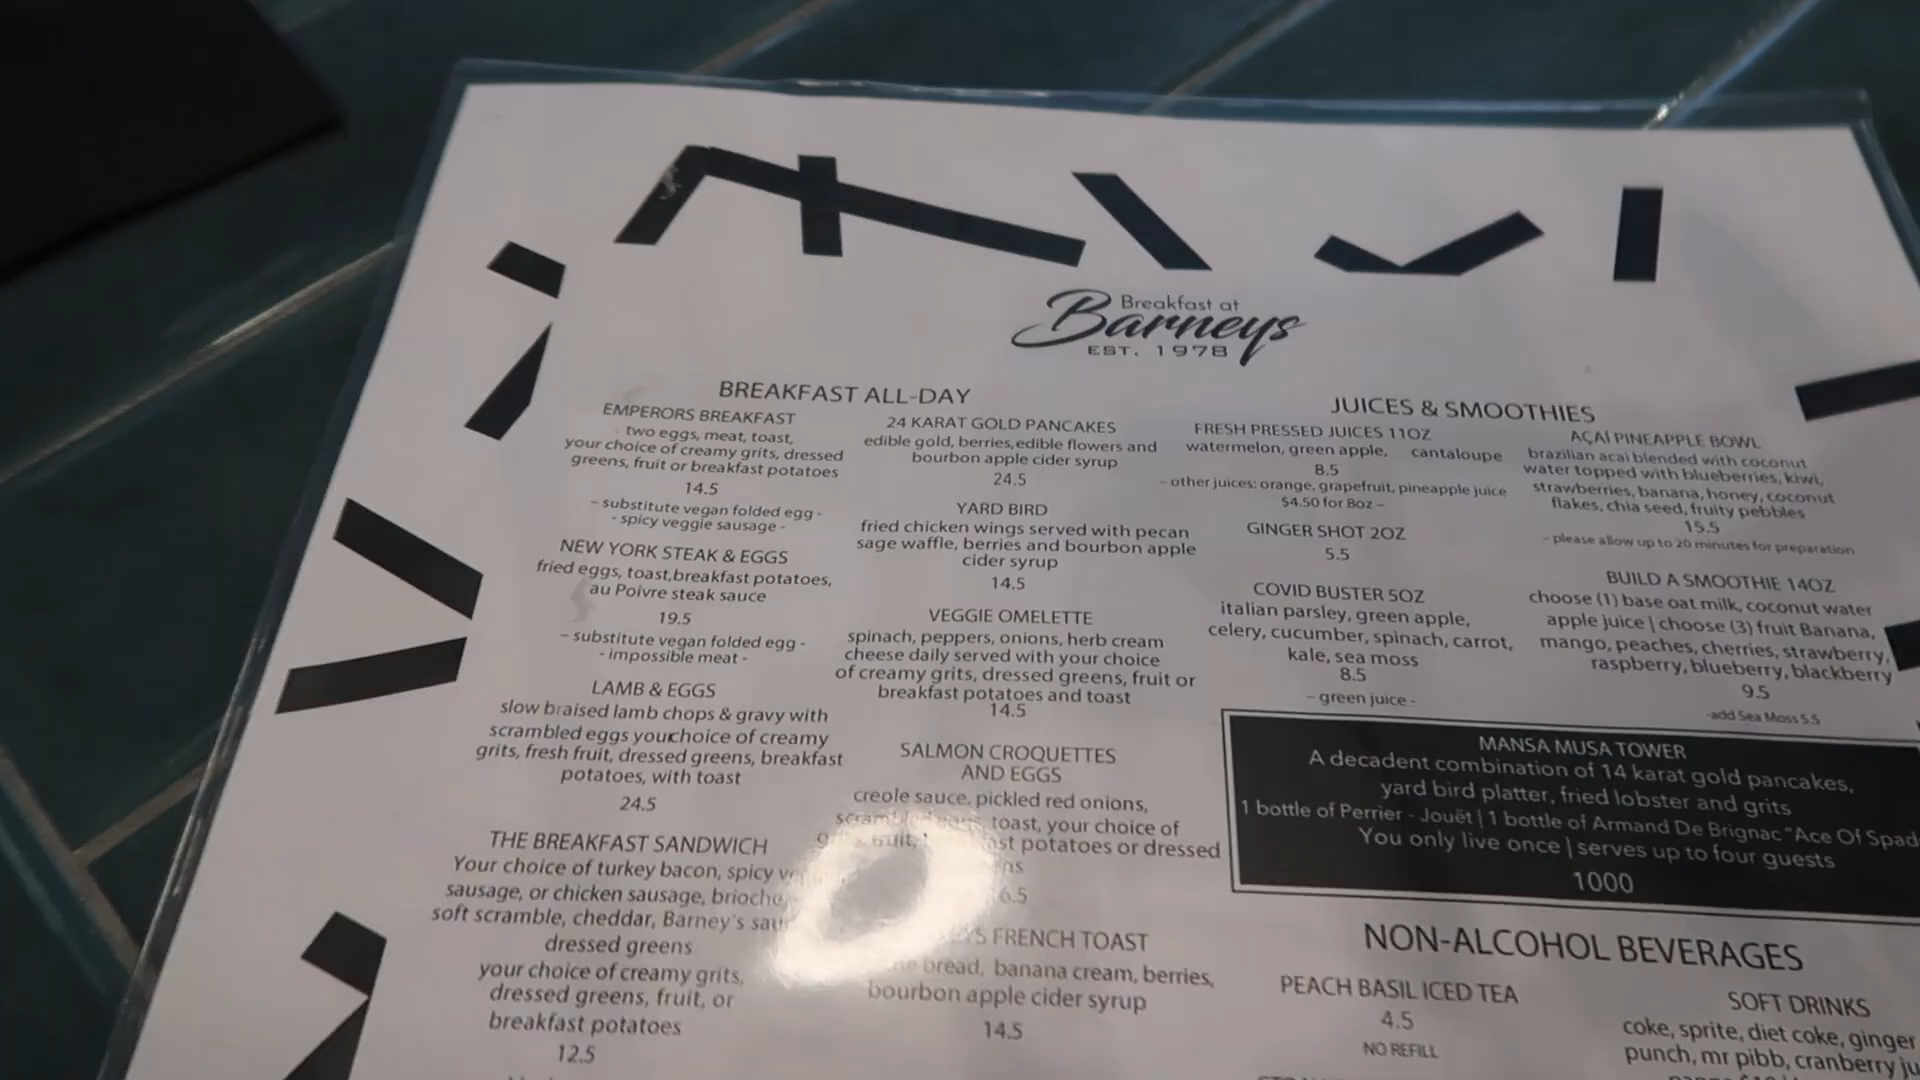 Breakfast at
Barneys
EST. 1978
BREAKFAST ALL-DAY
EMPERORS BREAKFAST
two eggs, meat, toast,
your choice of creamy grits, dressed
greens, fruit or breakfast potatoes
14.5
– substitute vegan folded egg -
- spicy veggie sausage -
NEW YORK STEAK & EGGS
fried eggs, toast,breakfast potatoes,
au Poivre steak sauce
19.5
– substitute vegan folded egg -
- impossible meat -
LAMB & EGGS
slow braised lamb chops & gravy with
scrambled eggs your choice of creamy
grits, fresh fruit, dressed greens, breakfast
potatoes, with toast
24.5
THE BREAKFAST SANDWICH
Your choice of turkey bacon, spicy
sausage, or chicken sausage, brioche
soft scramble, cheddar, Barney's
dressed greens
your choice of creamy grits,
dressed greens, fruit, or
breakfast potatoes
12.5
24 KARAT GOLD PANCAKES
edible gold, berries,edible flowers and
bourbon apple cider syrup
24.5
YARD BIRD
fried chicken wings served with pecan
sage waffle, berries and bourbon apple
cider syrup
14.5
VEGGIE OMELETTE
spinach, peppers, onions, herb cream
cheese daily served with your choice
of creamy grits, dressed greens, fruit or
breakfast potatoes and toast
14.5
SALMON CROQUETTES
AND EGGS
creole sauce. pickled red onions,
toast, your choice of
potatoes or dressed
FRENCH TOAST
bread, banana cream, berries,
bourbon apple cider syrup
14.5
JUICES & SMOOTHIES
FRESH PRESSED JUICES 11OZ
watermelon, green apple, cantaloupe
8.5
– other juices: orange, grapefruit, pineapple juice
$4.50 for 8oz –
GINGER SHOT 2OZ
5.5
COVID BUSTER 5OZ
italian parsley, green apple,
celery, cucumber, spinach, carrot,
kale, sea moss
8.5
– green juice -
AÇAÍ PINEAPPLE BOWL
brazilian acai blended with coconut
water topped with blueberries, kiwi,
strawberries, banana, honey, coconut
flakes, chia seed, fruity pebbles
15.5
– please allow up to 20 minutes for preparation
BUILD A SMOOTHIE 14OZ
choose (1) base oat milk, coconut water
apple juice | choose (3) fruit Banana,
mango, peaches, cherries, strawberry,
raspberry, blueberry, blackberry
9.5
-add Sea Moss 5.5
MANSA MUSA TOWER
A decadent combination of 14 karat gold pancakes,
yard bird platter, fried lobster and grits
1 bottle of Perrier - Jouët | 1 bottle of Armand De Brignac "Ace Of Spad
You only live once | serves up to four guests
1000
NON-ALCOHOL BEVERAGES
PEACH BASIL ICED TEA
4.5
NO REFILL
SOFT DRINKS
coke, sprite, diet coke, ginger
punch, mr pibb, cranberry ju